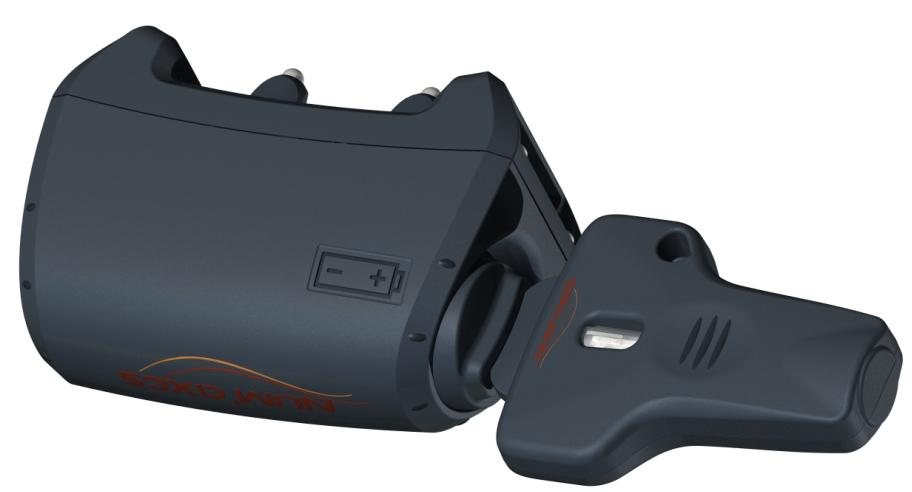 - +
NUM'AXES